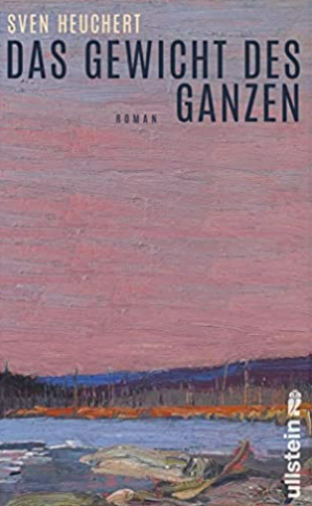 SVEN HEUCHERT
DAS GEWICHT DES
GANZEN
ROMAN
ullstein